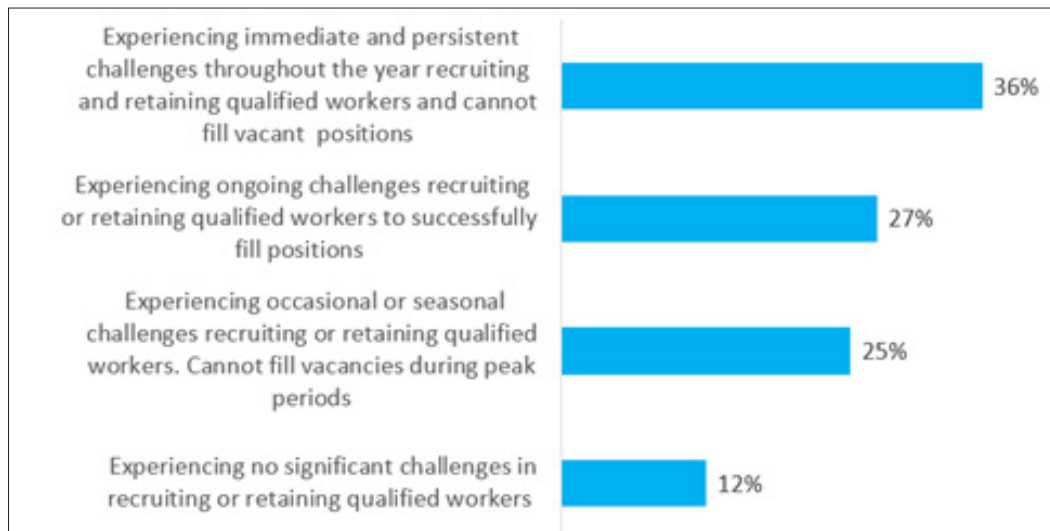 Experiencing immediate and persistent
challenges throughout the year recruiting
and retaining qualified workers and cannot
fill vacant positions
36%
Experiencing ongoing challenges recruiting
or retaining qualified workers to successfully
fill positions
27%
Experiencing occasional or seasonal
challenges recruiting or retaining qualified
workers. Cannot fill vacancies during peak
periods
25%
Experiencing no significant challenges in
recruiting or retaining qualified workers
12%